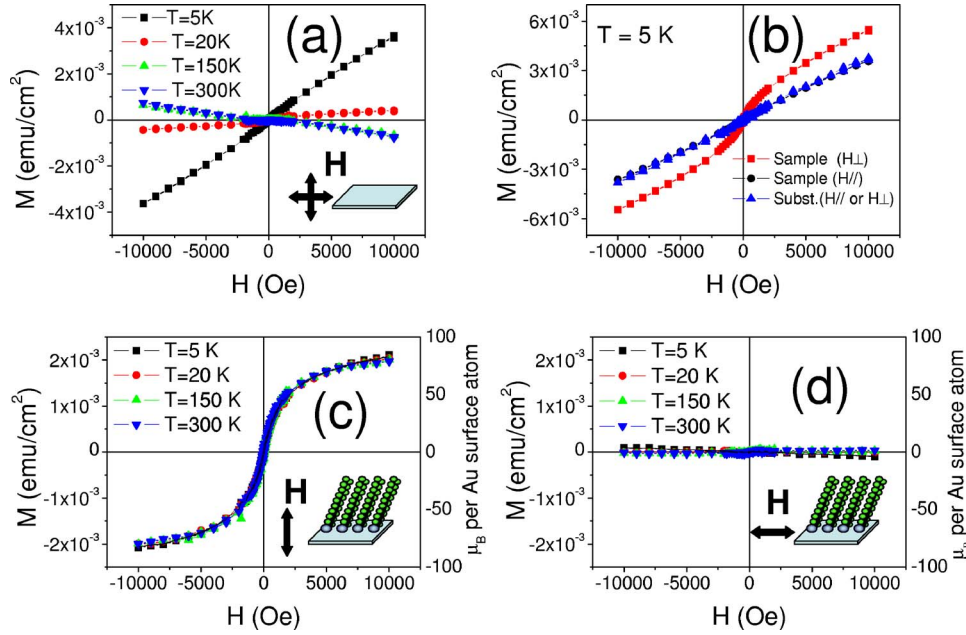 (a)
M (emu/cm²)
4x10⁻³
2x10⁻³
0
-2x10⁻³
-4x10⁻³
T=5K
T=20K
T=150K
T=300K
H
-10000 -5000 0 5000 10000
H (Oe)
(b)
T = 5 K
M (emu/cm²)
6x10⁻³
3x10⁻³
0
-3x10⁻³
-6x10⁻³
Sample (H⊥)
Sample (H//)
Subst.(H// or H⊥)
-10000 -5000 0 5000 10000
H (Oe)
(c)
M (emu/cm²)
2x10⁻³
1x10⁻³
0
-1x10⁻³
-2x10⁻³
T=5 K
T=20 K
T=150 K
T=300 K
H
100
50
0
-50
-100
μB per Au surface atom
-10000 -5000 0 5000 10000
H (Oe)
(d)
M (emu/cm²)
2x10⁻³
1x10⁻³
0
-1x10⁻³
-2x10⁻³
T=5 K
T=20 K
T=150 K
T=300 K
H
100
50
0
-50
-100
per Au surface atom
-10000 -5000 0 5000 10000
H (Oe)